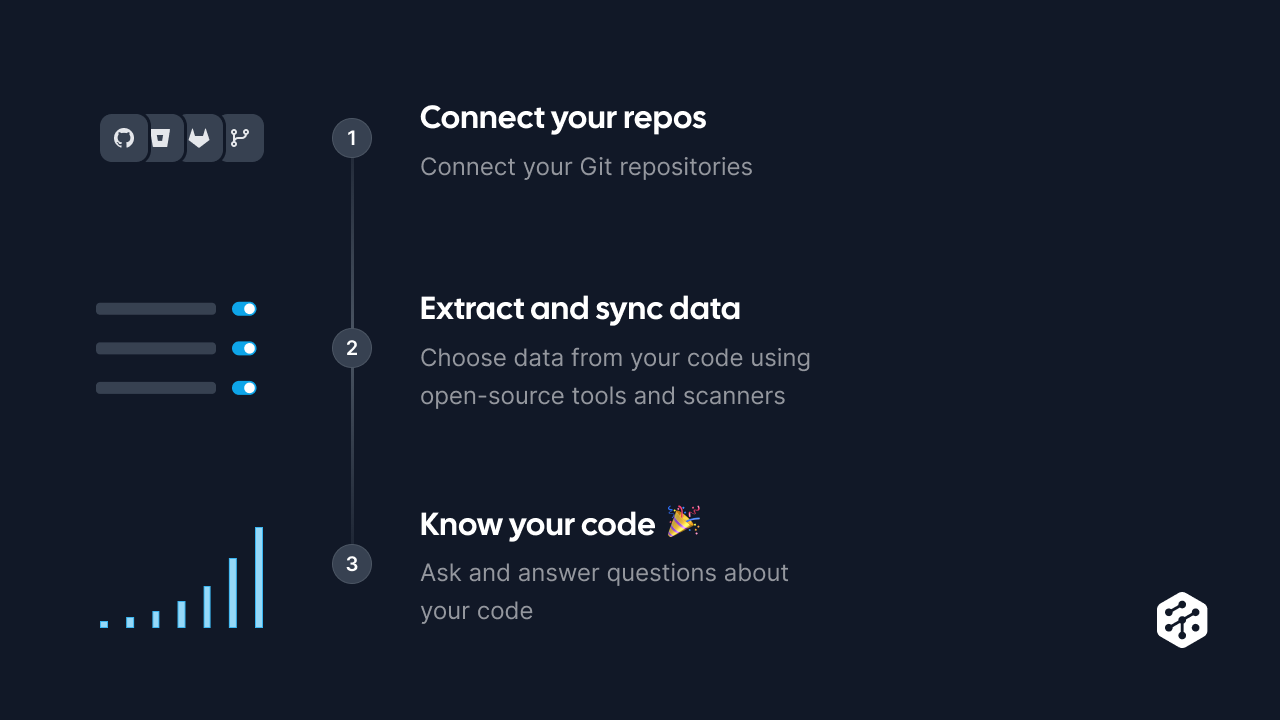 1
Connect your repos
Connect your Git repositories
2
Extract and sync data
Choose data from your code using
open-source tools and scanners
3
Know your code 🎉
Ask and answer questions about
your code